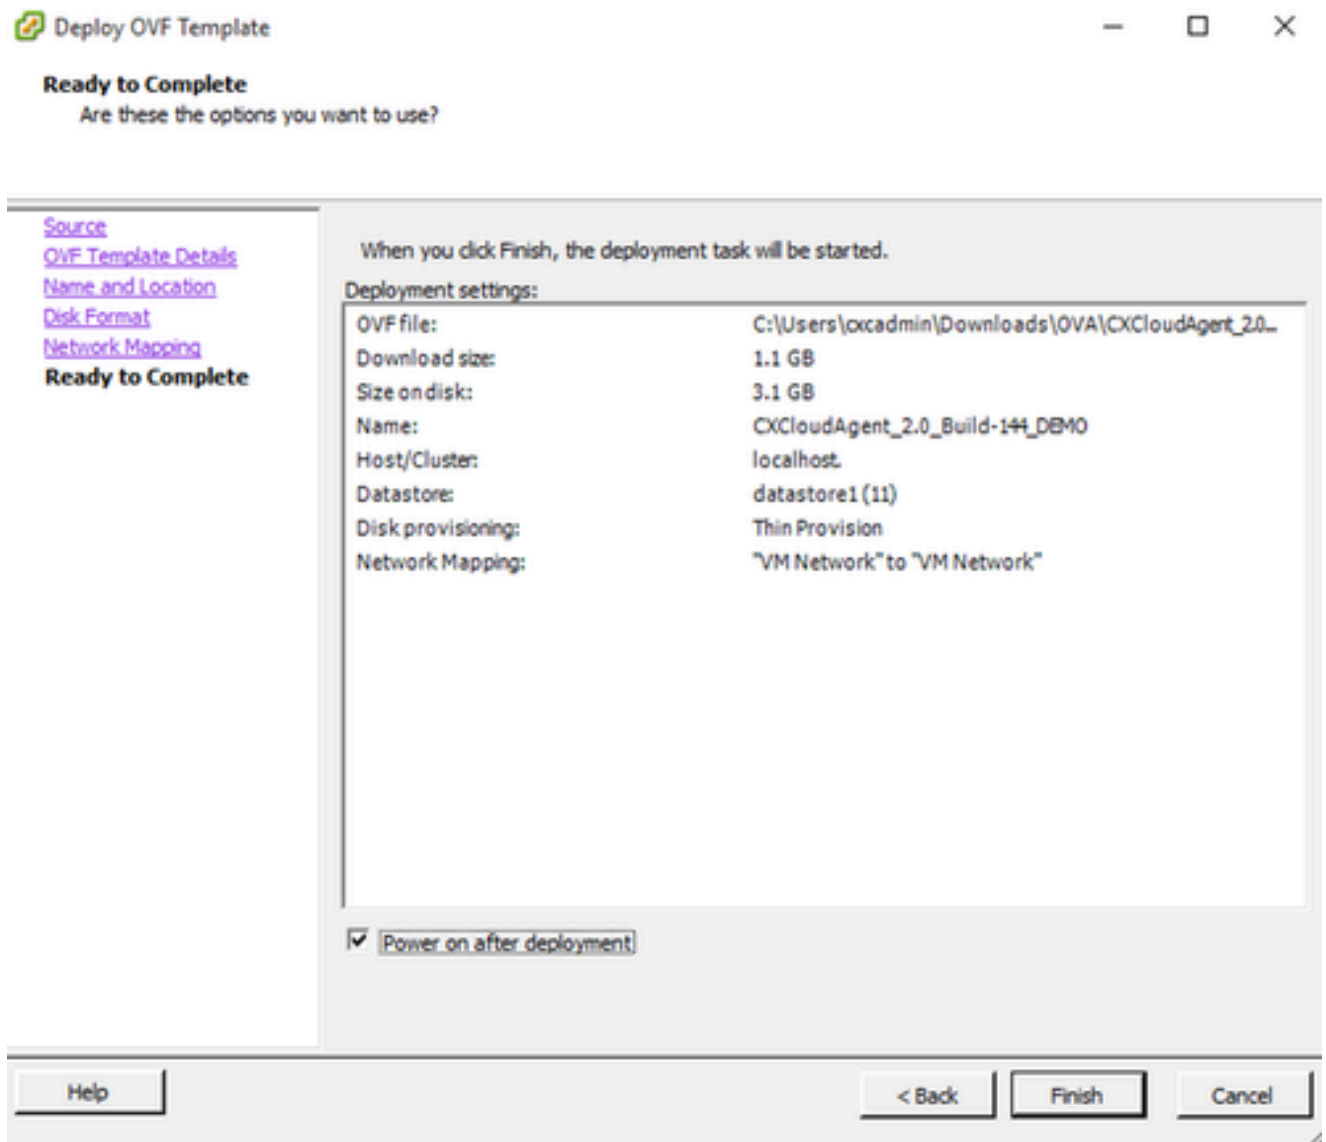 Deploy OVF Template
Ready to Complete
Are these the options you want to use?
Source
OVF Template Details
Name and Location
Disk Format
Network Mapping
Ready to Complete
When you click Finish, the deployment task will be started.
Deployment settings:
OVF file: C:\Users\cxcadmin\Downloads\OVA\CXCloudAgent_2.0...
Download size: 1.1 GB
Size on disk: 3.1 GB
Name: CXCloudAgent_2.0_Build-144_DEMO
Host/Cluster: localhost.
Datastore: datastore1 (11)
Disk provisioning: Thin Provision
Network Mapping: "VM Network" to "VM Network"
Power on after deployment
Help
< Back
Finish
Cancel